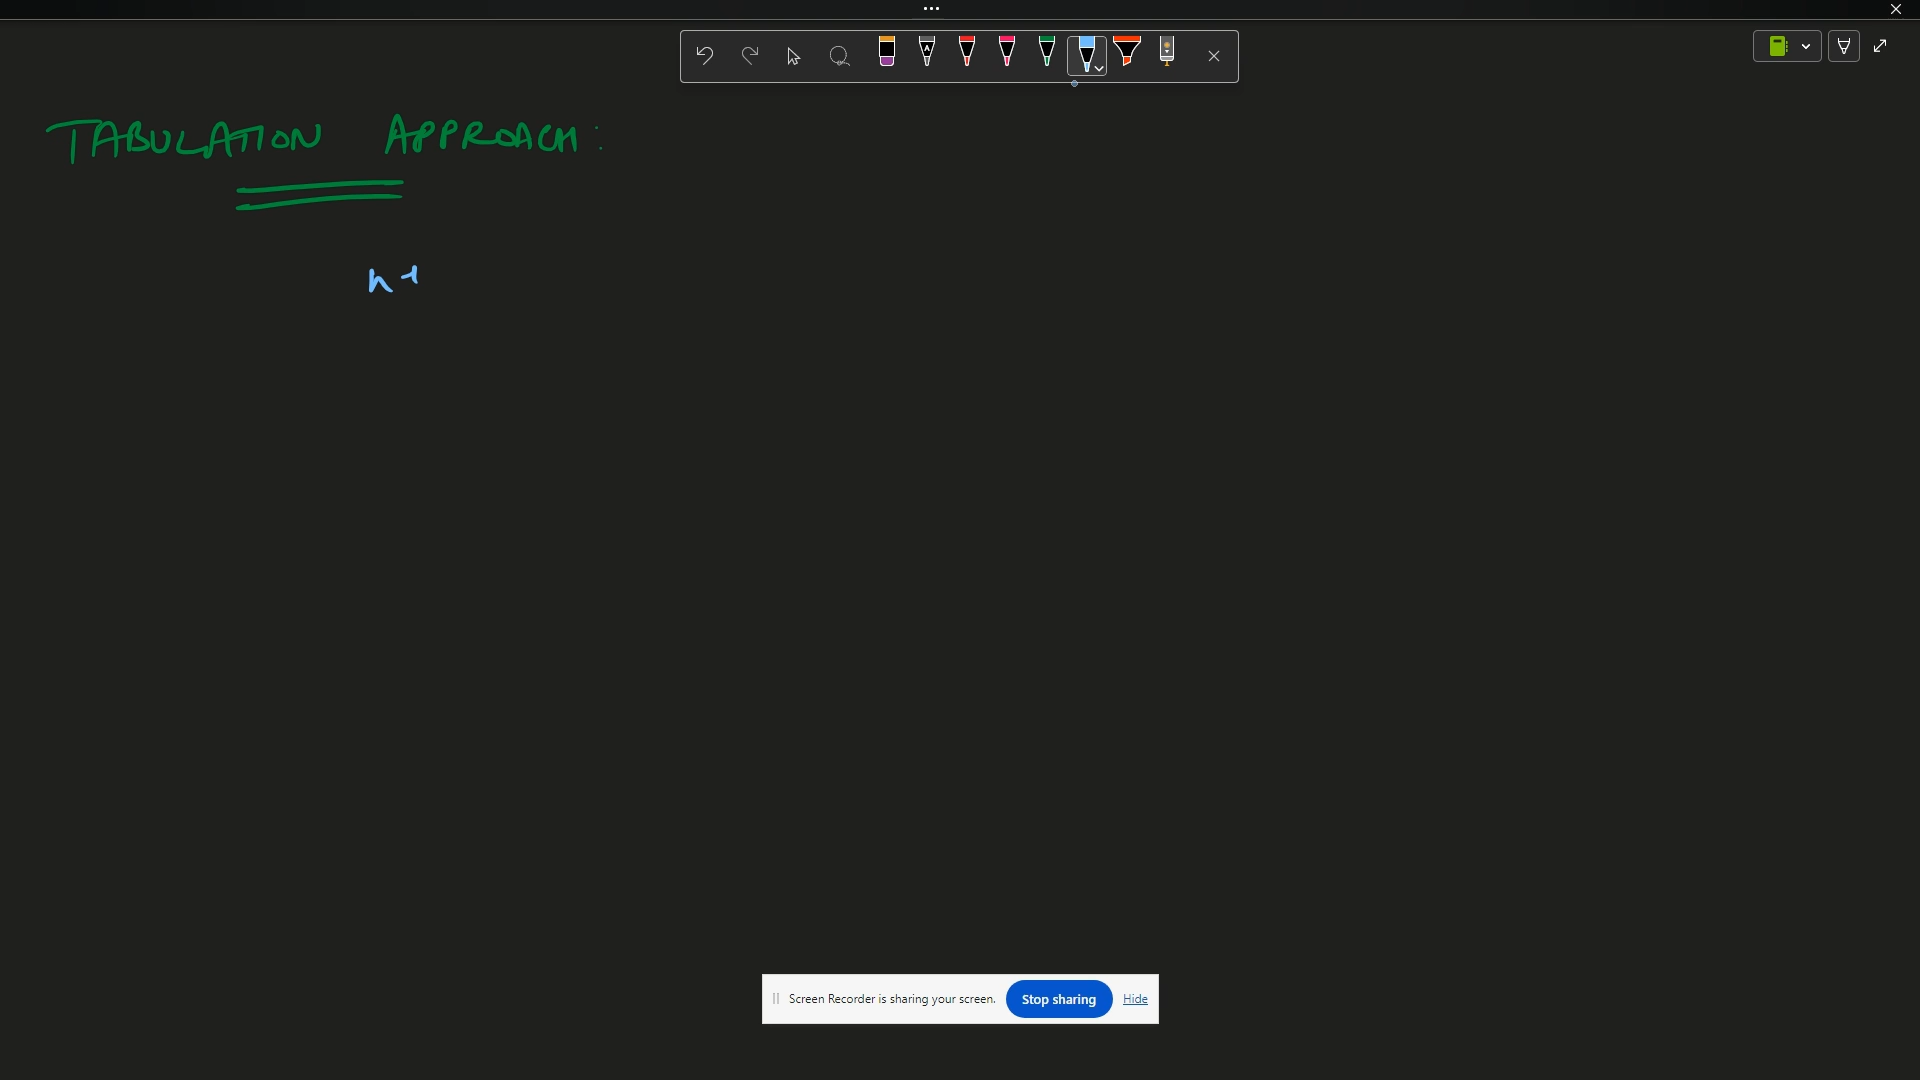 TABULATION APPROACH:
n-1
Screen Recorder is sharing your screen. Stop sharing Hide